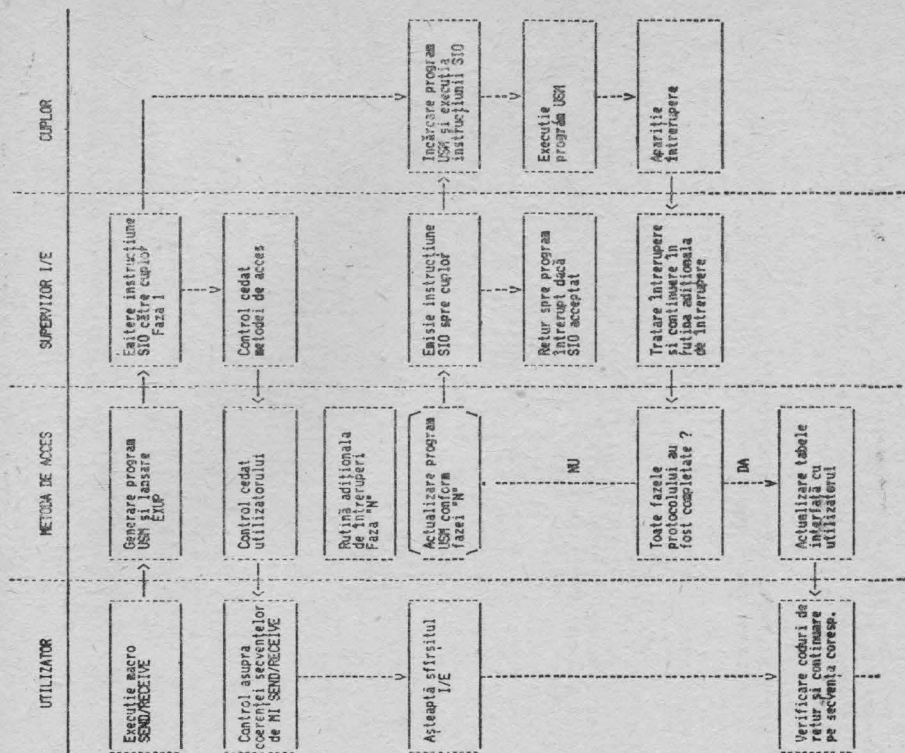 UTILIZATOR
METODA DE ACCES
SUPERVIZOR I/E
CUPLOR
Execuție macro
SEND/RECEIVE
Generare program
USM și lansare
EXUP
Emitere instrucțiune
SIO către cuplor
Faza 1
Control asupra
coerenței secvențelor
de MI SEND/RECEIVE
Control cedat
utilizatorului
Control cedat
metodei de acces
Rutină adițională
de întreruperi
Faza "N"
Așteaptă sfîrșitul
I/E
Actualizare program
USM conform
fazei "N"
Emisie instrucțiune
SIO spre cuplor
Incărcare program
USM și execuția
instrucțiunii SIO
Retur spre program
întrerupt dacă
SIO acceptat
Executie
program USM
NU
Toate fazele
protocolului au
fost completate ?
Tratare întrerupere
si continuere în
rutina aditionala
de întrerupere
Aparitie
întrerupere
DA
Verificare coduri de
retur și continuare
pe secvența coresp.
Actualizare tabele
interfață cu
utilizatorul